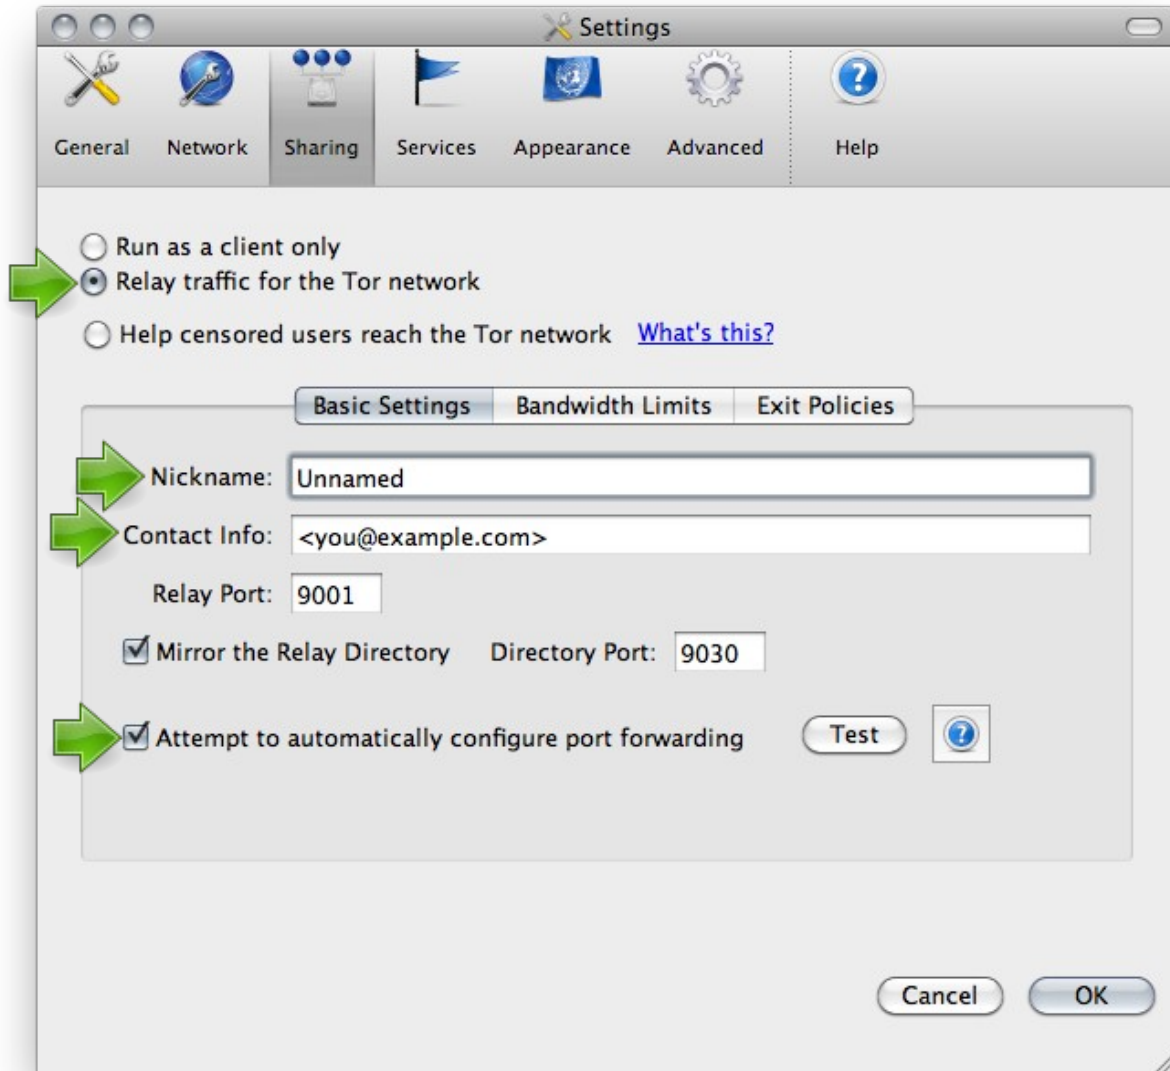 Settings
General Network Sharing Services Appearance Advanced Help
Run as a client only
Relay traffic for the Tor network
Help censored users reach the Tor network What's this?
Basic Settings Bandwidth Limits Exit Policies
Nickname: Unnamed
Contact Info: <you@example.com>
Relay Port: 9001
Mirror the Relay Directory Directory Port: 9030
Attempt to automatically configure port forwarding Test ?
Cancel OK